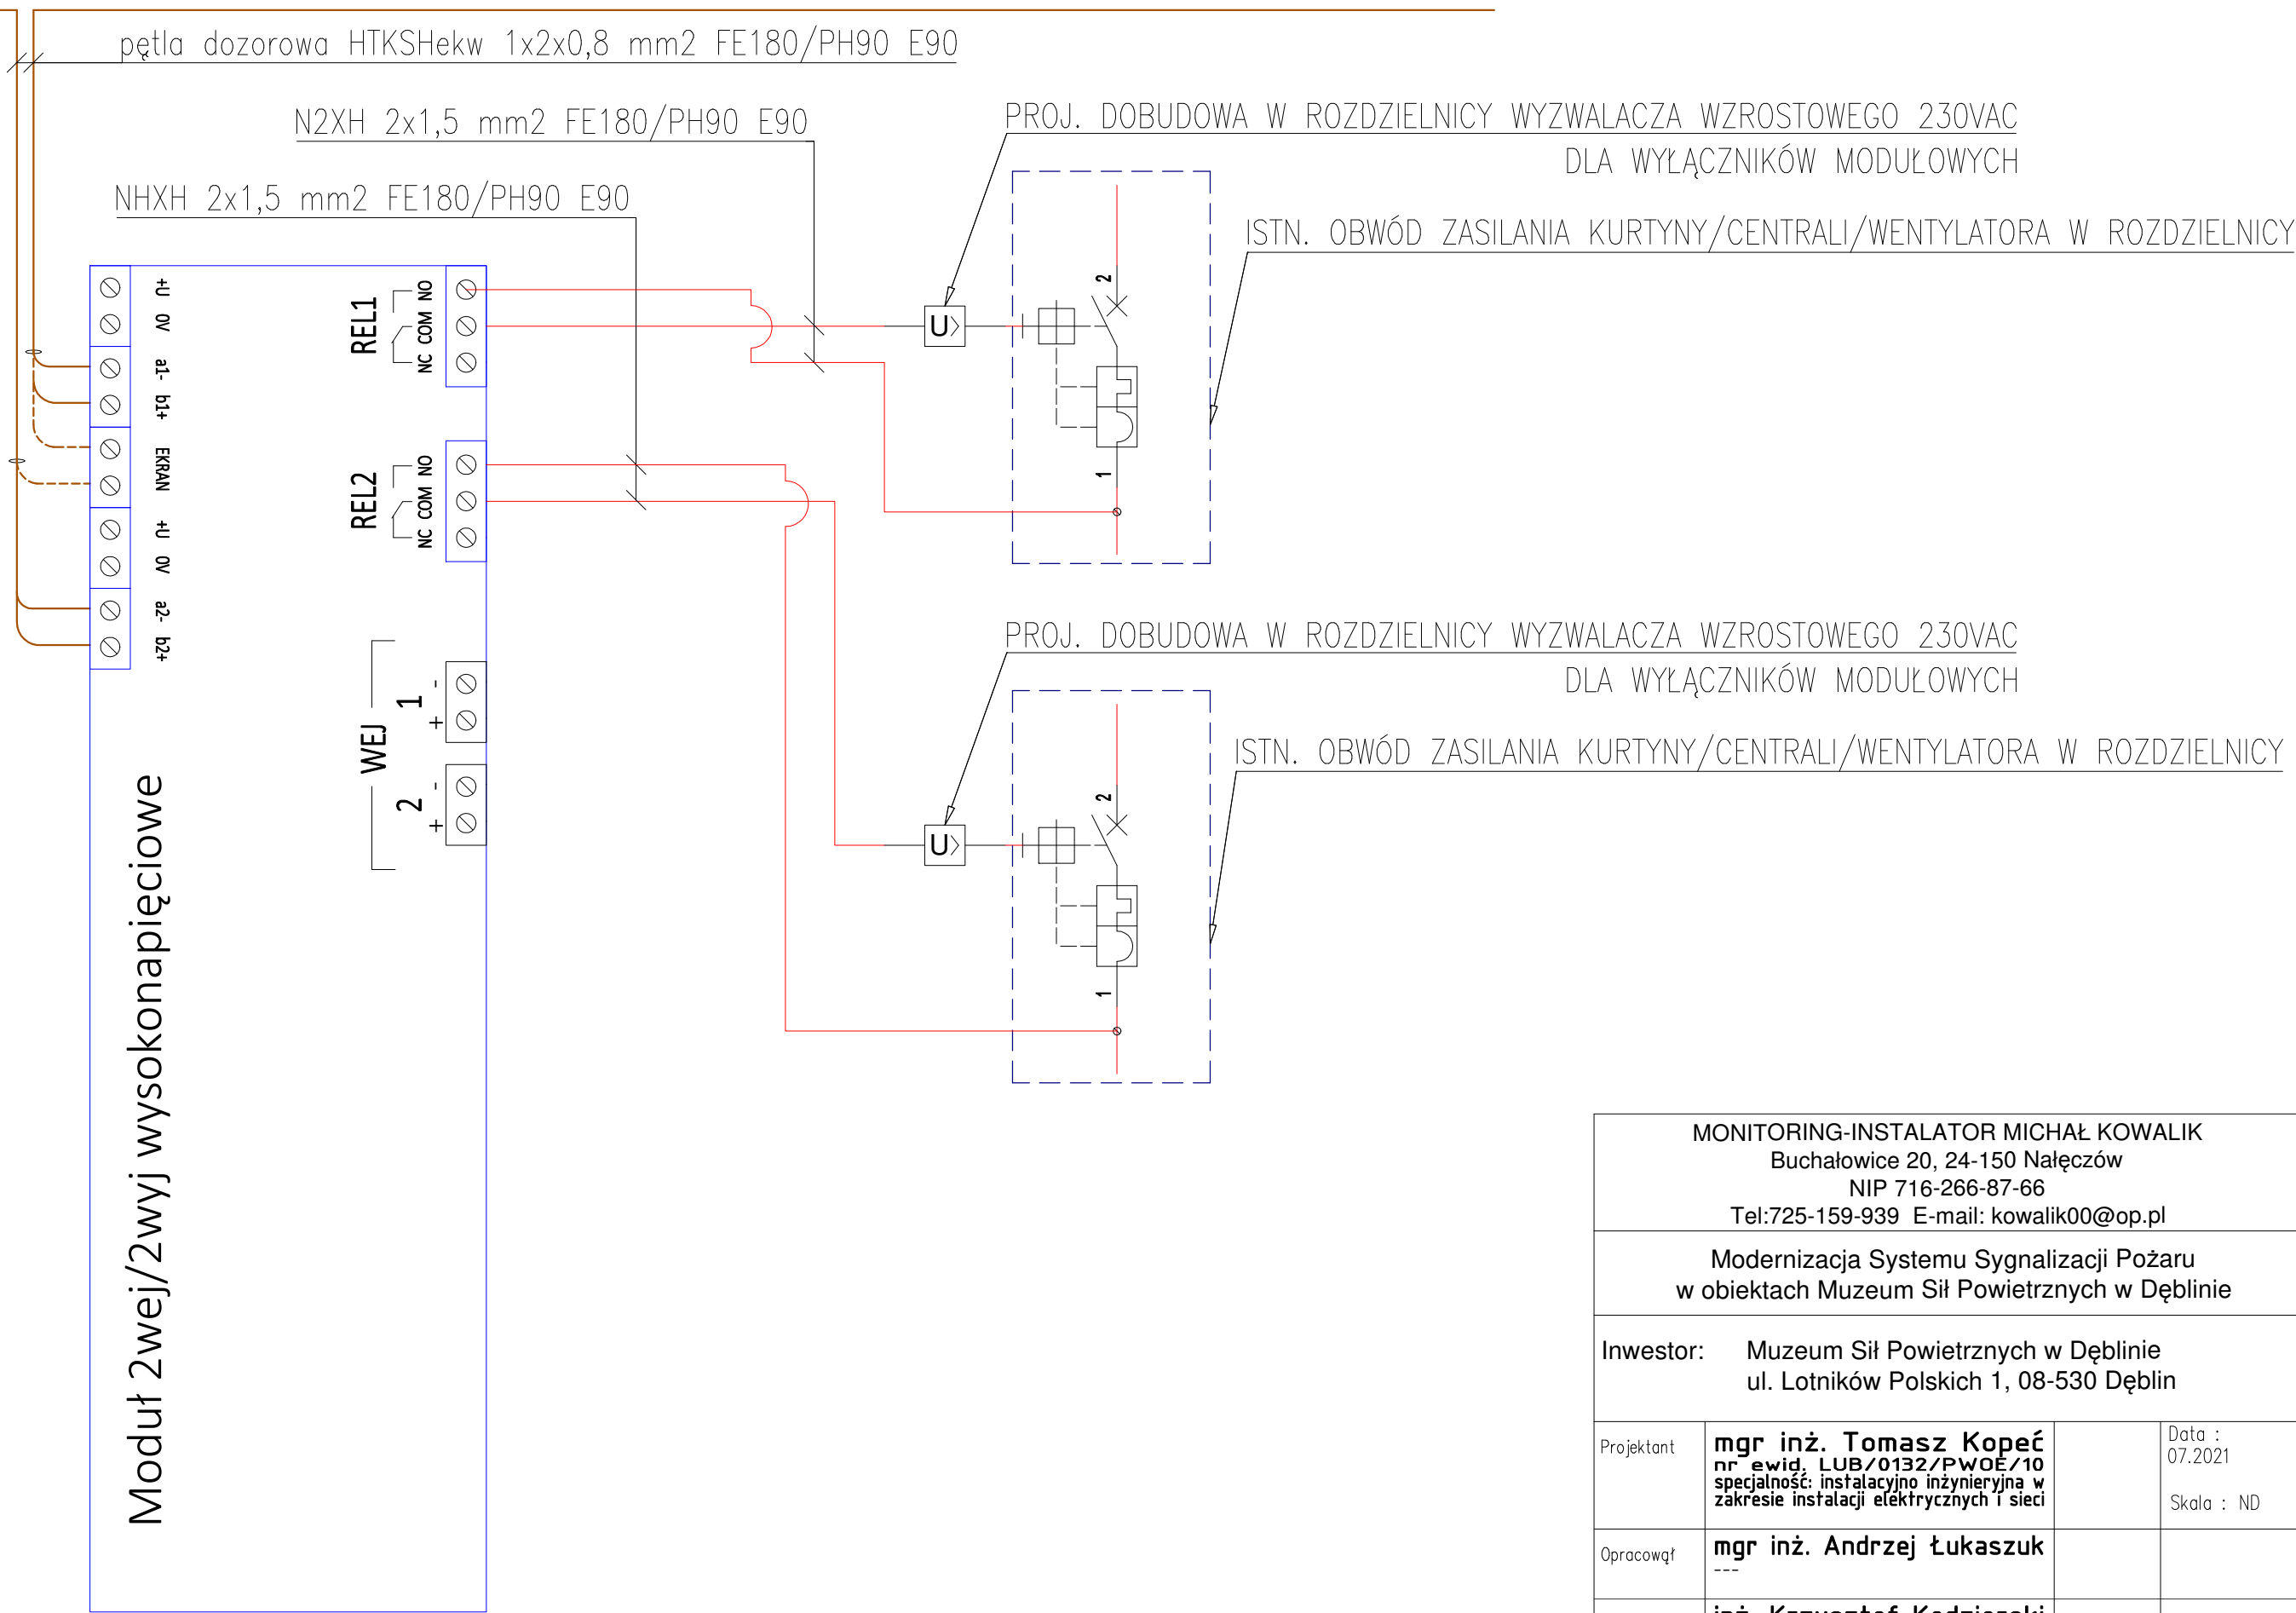 pętla dozorowa HTKSHekw 1x2x0,8 mm2 FE180/PH90 E90
N2XH 2x1,5 mm2 FE180/PH90 E90
NHXH 2x1,5 mm2 FE180/PH90 E90
PROJ. DOBUDOWA W ROZDZIELNICY WYZWALACZA WZROSTOWEGO 230VAC
DLA WYŁĄCZNIKÓW MODUŁOWYCH
ISTN. OBWÓD ZASILANIA KURTYNY/CENTRALI/WENTYLATORA W ROZDZIELNICY
+U
0V
a1-
b1+
EKRAN
+U
0V
a2-
b2+
REL1
NC COM NO
REL2
NC COM NO
WEJ
1
- +
2
- +
U>
2
1
PROJ. DOBUDOWA W ROZDZIELNICY WYZWALACZA WZROSTOWEGO 230VAC
DLA WYŁĄCZNIKÓW MODUŁOWYCH
ISTN. OBWÓD ZASILANIA KURTYNY/CENTRALI/WENTYLATORA W ROZDZIELNICY
U>
2
1
Moduł 2wej/2wyj wysokonapięciowe
MONITORING-INSTALATOR MICHAŁ KOWALIK
Buchałowice 20, 24-150 Nałęczów
NIP 716-266-87-66
Tel:725-159-939 E-mail: kowalik00@op.pl
Modernizacja Systemu Sygnalizacji Pożaru
w obiektach Muzeum Sił Powietrznych w Dęblinie
Inwestor: Muzeum Sił Powietrznych w Dęblinie
ul. Lotników Polskich 1, 08-530 Dęblin
Projektant
mgr inż. Tomasz Kopeć
nr ewid. LUB/0132/PWOE/10
specjalność: instalacyjno inżynieryjna w
zakresie instalacji elektrycznych i sieci
Data :
07.2021
Skala : ND
Opracował
mgr inż. Andrzej Łukaszuk
---